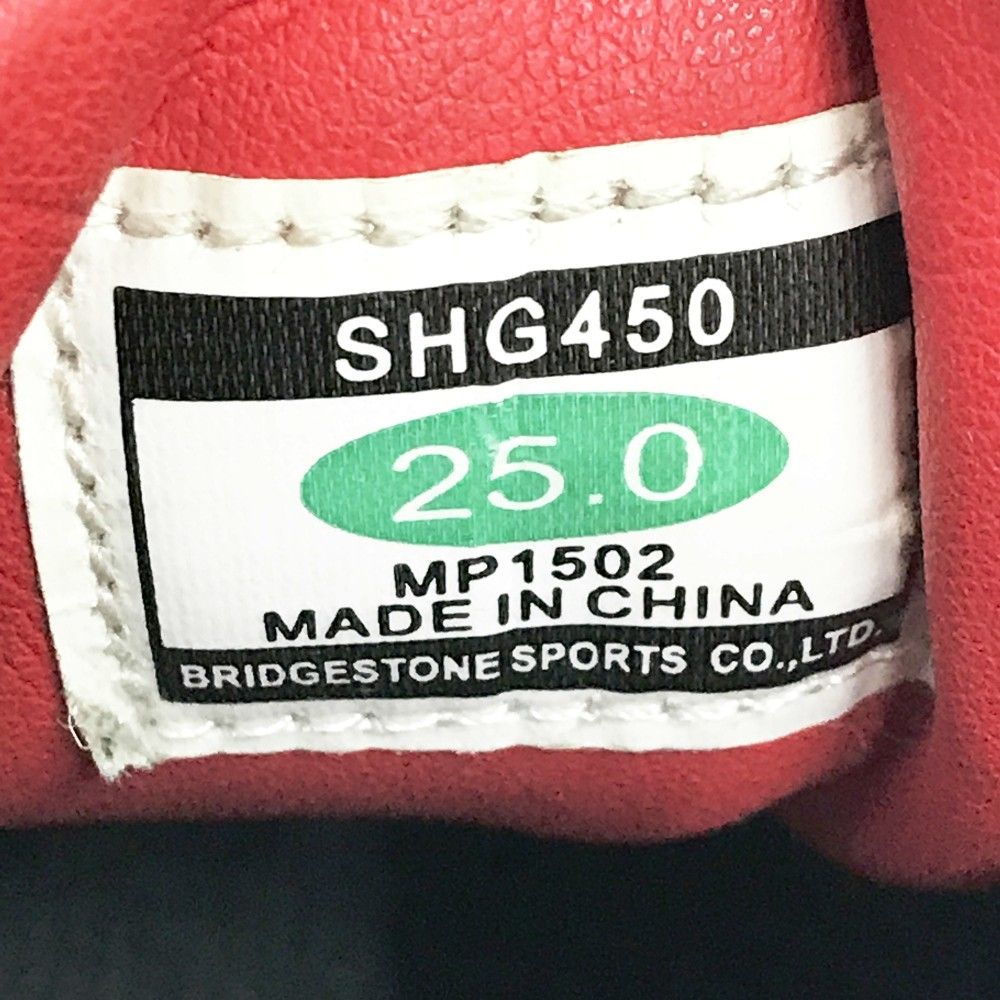 SHG450
25.0
MP1502
MADE IN CHINA
BRIDGESTONE SPORTS CO.,LTD.